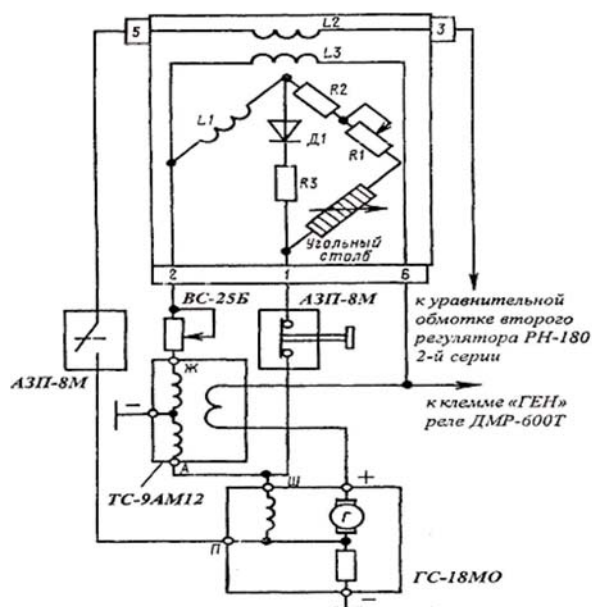 L2
5
3
L3
R2
L1
Д1
R1
R3
Угольный
столб
2
1
Б
ВС-25Б
АЗП-8М
к уравнительной
обмотке второго
регулятора РН-180
2-й серии
АЗП-8М
Ж
–
к клемме «ГЕН»
реле ДМР-600Т
А
ТС-9АМ12
Ш
+
Г
П
ГС-18МО
–